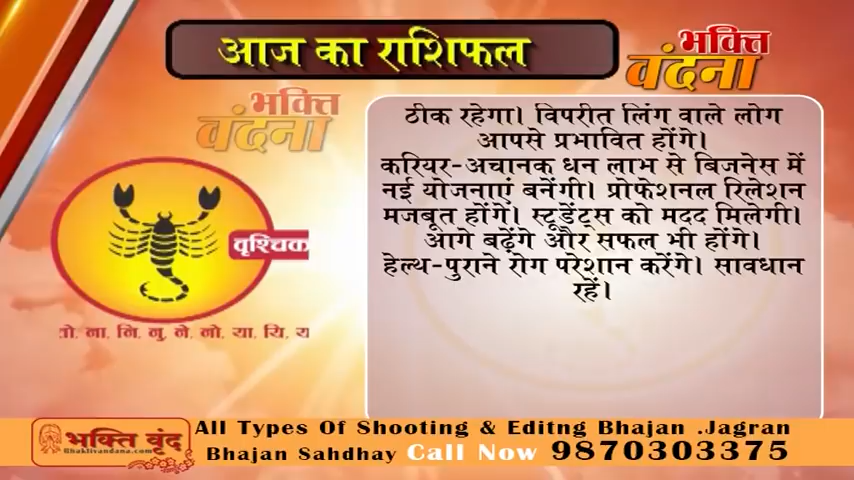 आज का राशिफल
भक्ति
वंदना
भक्ति
वंदना
ठीक रहेगा। विपरीत लिंग वाले लोग
आपसे प्रभावित होंगे।
करियर-अचानक धन लाभ से बिजनेस में
नई योजनाएं बनेंगी। प्रोफेशनल रिलेशन
मजबूत होंगे। स्टूडेंट्स को मदद मिलेगी।
आगे बढ़ेंगे और सफल भी होंगे।
हेल्थ-पुराने रोग परेशान करेंगे। सावधान
रहें।
वृश्चिक
ना, नि, नु, ने, नो, या, यि,
भक्ति वृंद
Bhaktivandana.com
All Types Of Shooting & Editng Bhajan .Jagran
Bhajan Sahdhay Call Now 9870303375